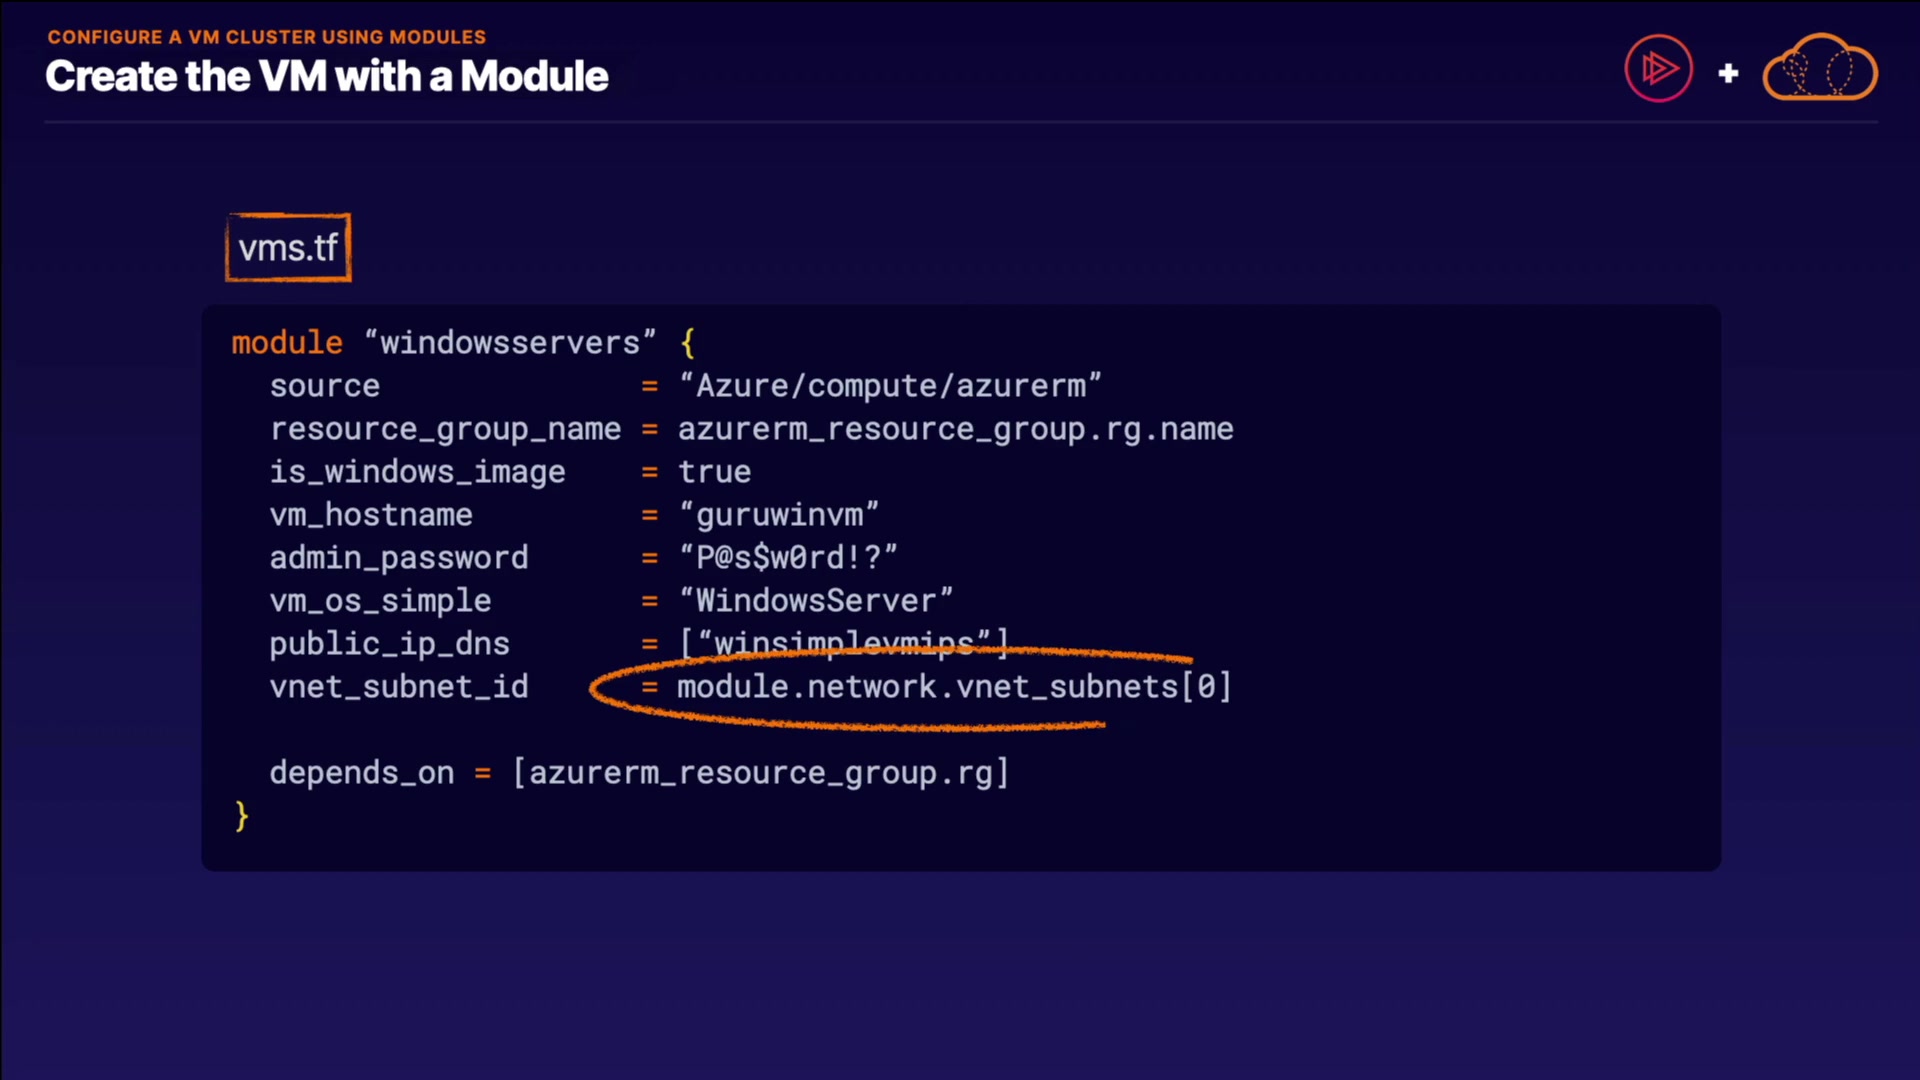 CONFIGURE A VM CLUSTER USING MODULES
Create the VM with a Module
+
vms.tf
module “windowsservers” {
  source              = “Azure/compute/azurerm”
  resource_group_name = azurerm_resource_group.rg.name
  is_windows_image    = true
  vm_hostname         = “guruwinvm”
  admin_password      = “P@s$w0rd!?”
  vm_os_simple        = “WindowsServer”
  public_ip_dns       = [“winsimplevmips”]
  vnet_subnet_id      = module.network.vnet_subnets[0]
  depends_on = [azurerm_resource_group.rg]
}